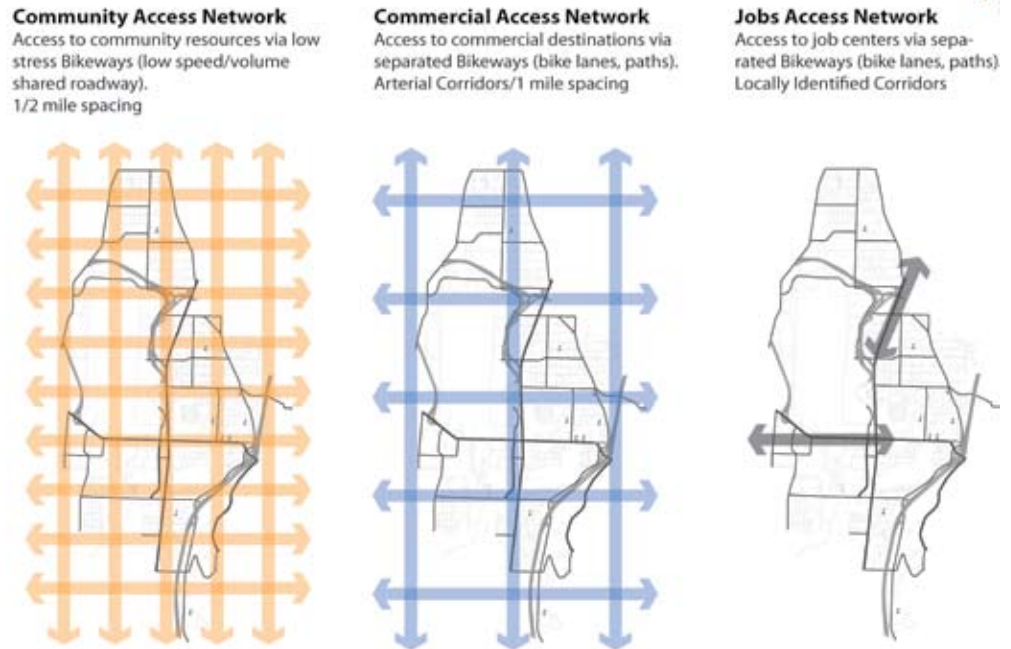 Community Access Network
Access to community resources via low
stress Bikeways (low speed/volume
shared roadway).
1/2 mile spacing
Commercial Access Network
Access to commercial destinations via
separated Bikeways (bike lanes, paths).
Arterial Corridors/1 mile spacing
Jobs Access Network
Access to job centers via sepa-
rated Bikeways (bike lanes, paths)
Locally Identified Corridors